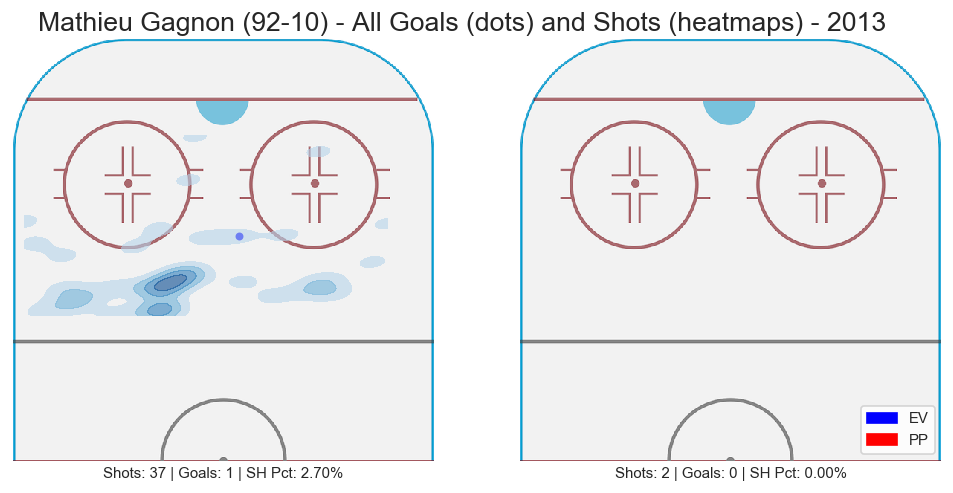 Mathieu Gagnon (92-10) - All Goals (dots) and Shots (heatmaps) - 2013
EV
PP
Shots: 37 | Goals: 1 | SH Pct: 2.70%
Shots: 2 | Goals: 0 | SH Pct: 0.00%